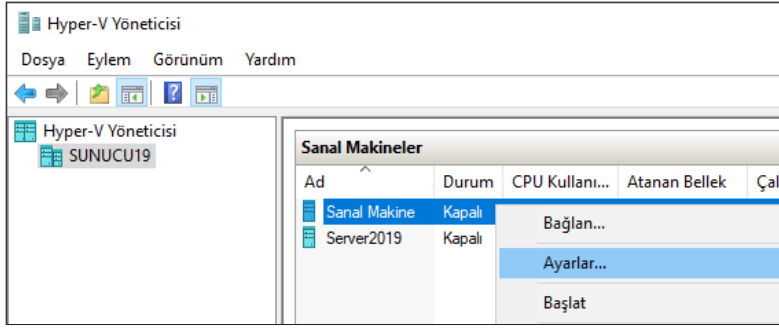 Hyper-V Yöneticisi
Dosya Eylem Görünüm Yardım
Hyper-V Yöneticisi
SUNUCU19
Sanal Makineler
Ad Durum CPU Kullanı... Atanan Bellek Çal
Sanal Makine Kapalı
Server2019 Kapalı
Bağlan...
Ayarlar...
Başlat